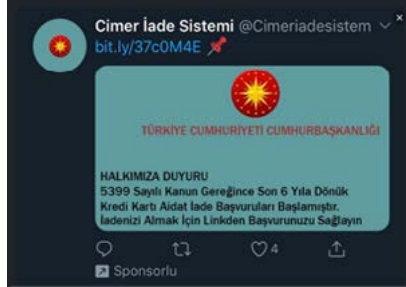 Cimer İade Sistemi @Cimeriadesistem
bit.ly/37c0M4E
TÜRKİYE CUMHURİYETİ CUMHURBAŞKANLIĞI
HALKIMIZA DUYURU
5399 Sayılı Kanun Gereğince Son 6 Yıla Dönük
Kredi Kartı Aidat İade Başvuruları Başlamıştır.
İadenizi Almak İçin Linkden Başvurunuzu Sağlayın
4
Sponsorlu